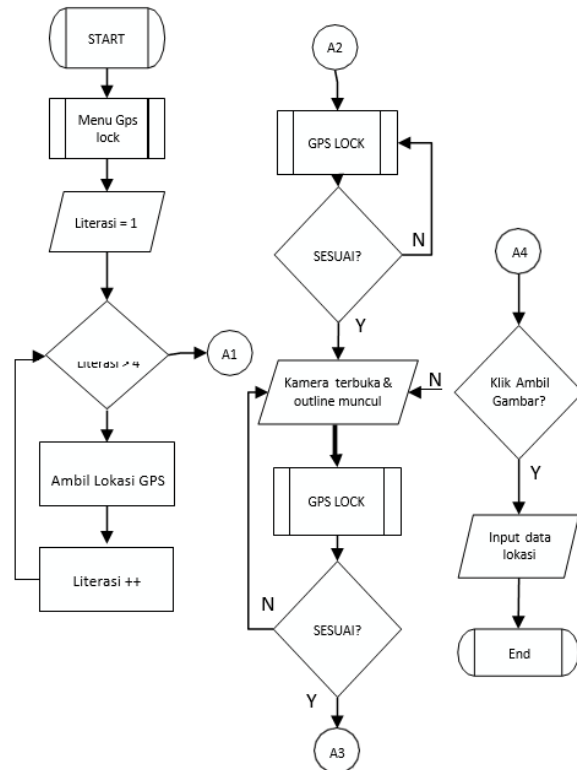 START
Menu Gps
lock
Literasi = 1
Literasi > 4
A1
Ambil Lokasi GPS
Literasi ++
A2
GPS LOCK
SESUAI?
N
Y
Kamera terbuka &
outline muncul
GPS LOCK
SESUAI?
N
Y
A3
A4
Klik Ambil
Gambar?
N
Y
Input data
lokasi
End